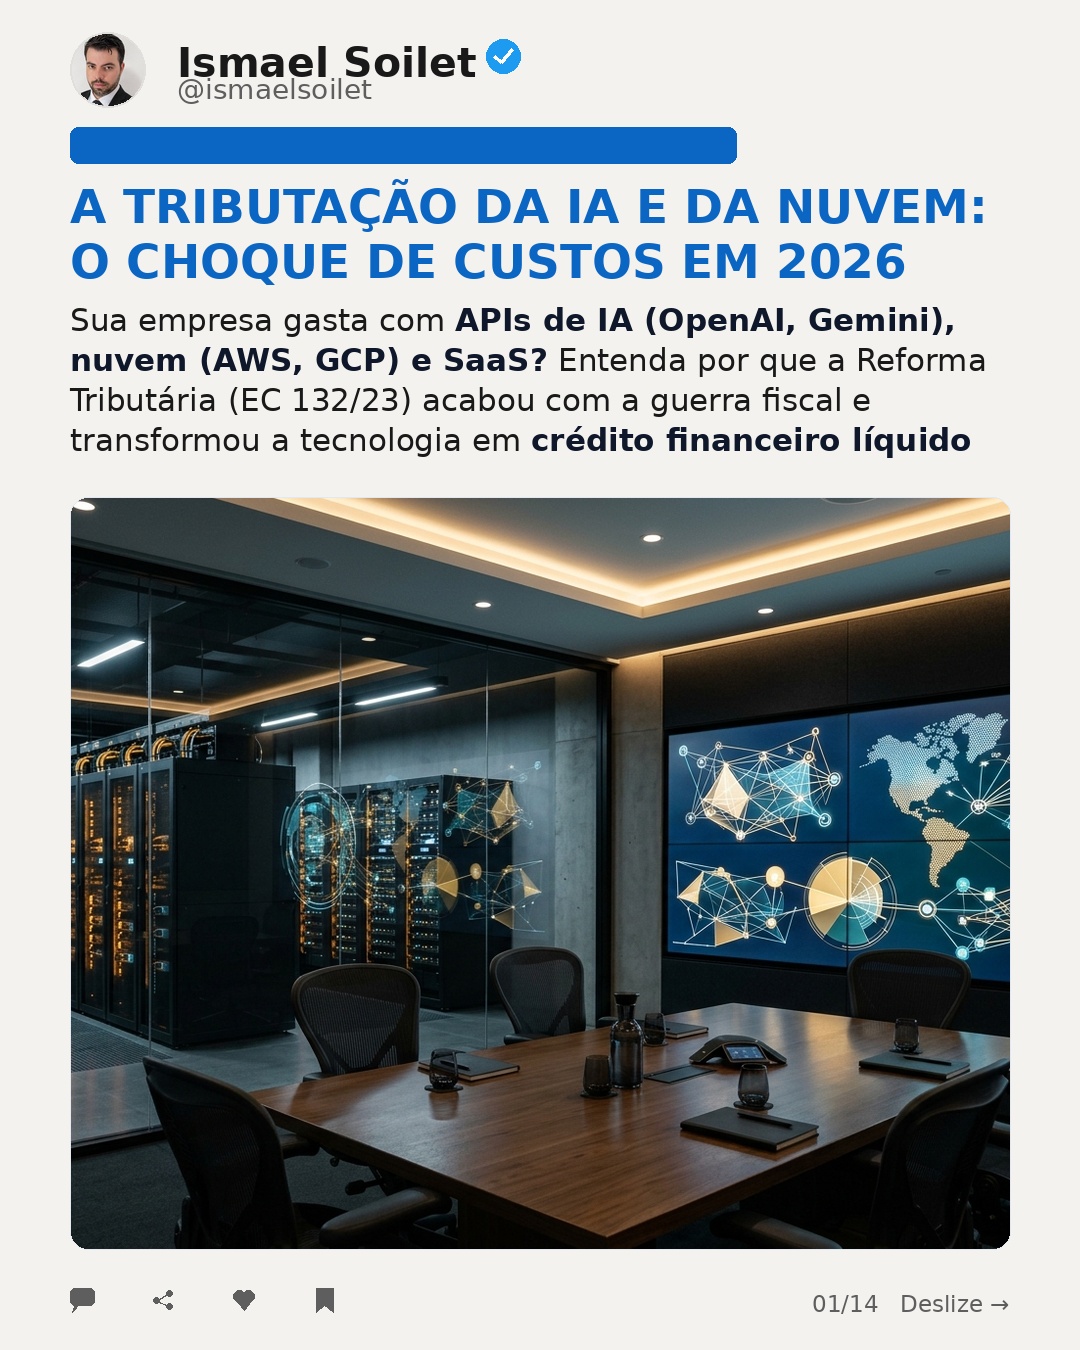 Ismael Soilet
@ismaelsoilet
A TRIBUTAÇÃO DA IA E DA NUVEM:
O CHOQUE DE CUSTOS EM 2026
Sua empresa gasta com APIs de IA (OpenAI, Gemini),
nuvem (AWS, GCP) e SaaS? Entenda por que a Reforma
Tributária (EC 132/23) acabou com a guerra fiscal e
transformou a tecnologia em crédito financeiro líquido
01/14 Deslize →